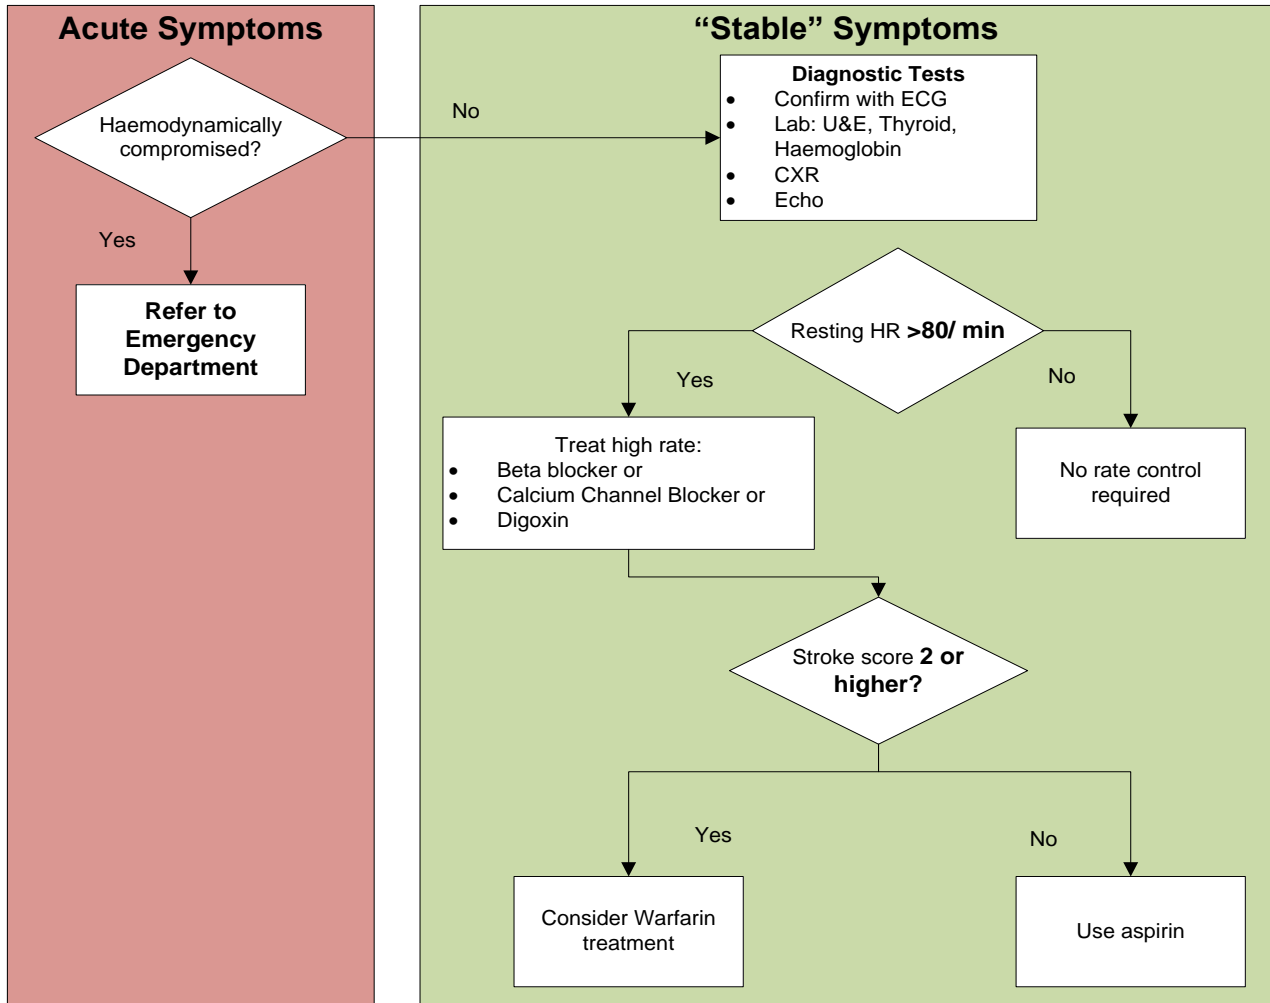 Acute Symptoms
“Stable” Symptoms
Haemodynamically
compromised?
No
Yes
Refer to
Emergency
Department
Diagnostic Tests
• Confirm with ECG
• Lab: U&E, Thyroid,
Haemoglobin
• CXR
• Echo
Resting HR >80/ min
Yes
No
Treat high rate:
• Beta blocker or
• Calcium Channel Blocker or
• Digoxin
No rate control
required
Stroke score 2 or
higher?
Yes
No
Consider Warfarin
treatment
Use aspirin